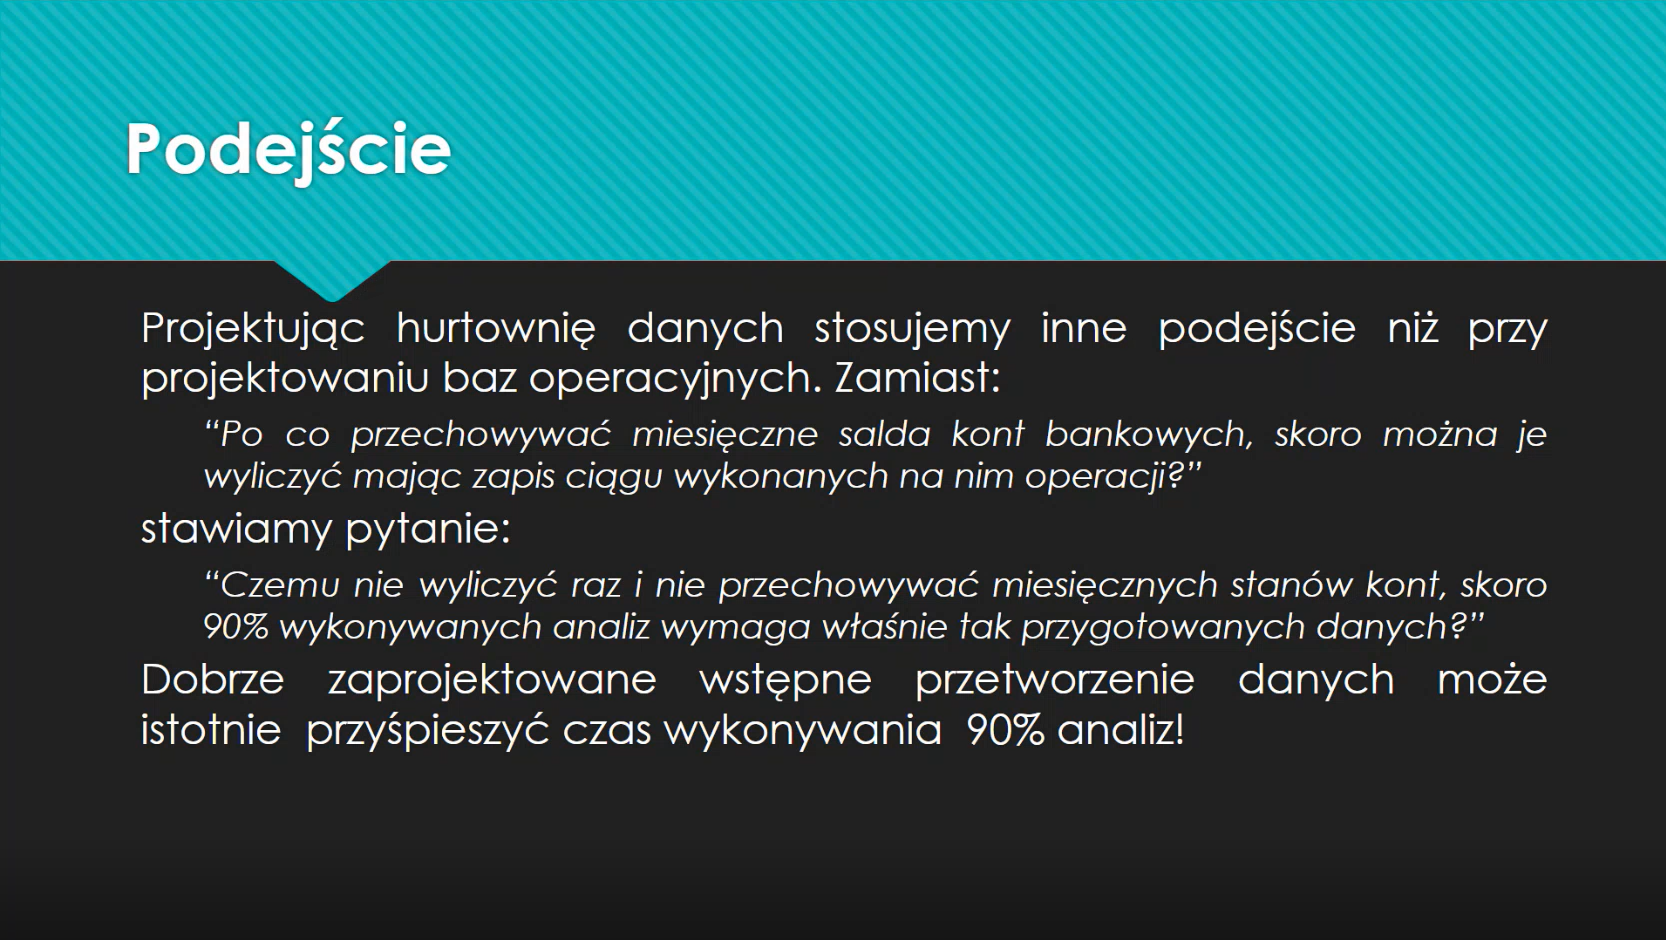 Podejście
Projektując hurtownię danych stosujemy inne podejście niż przy
projektowaniu baz operacyjnych. Zamiast:
“Po co przechowywać miesięczne salda kont bankowych, skoro można je
wyliczyć mając zapis ciągu wykonanych na nim operacji?”
stawiamy pytanie:
“Czemu nie wyliczyć raz i nie przechowywać miesięcznych stanów kont, skoro
90% wykonywanych analiz wymaga właśnie tak przygotowanych danych?”
Dobrze zaprojektowane wstępne przetworzenie danych może
istotnie przyśpieszyć czas wykonywania 90% analiz!